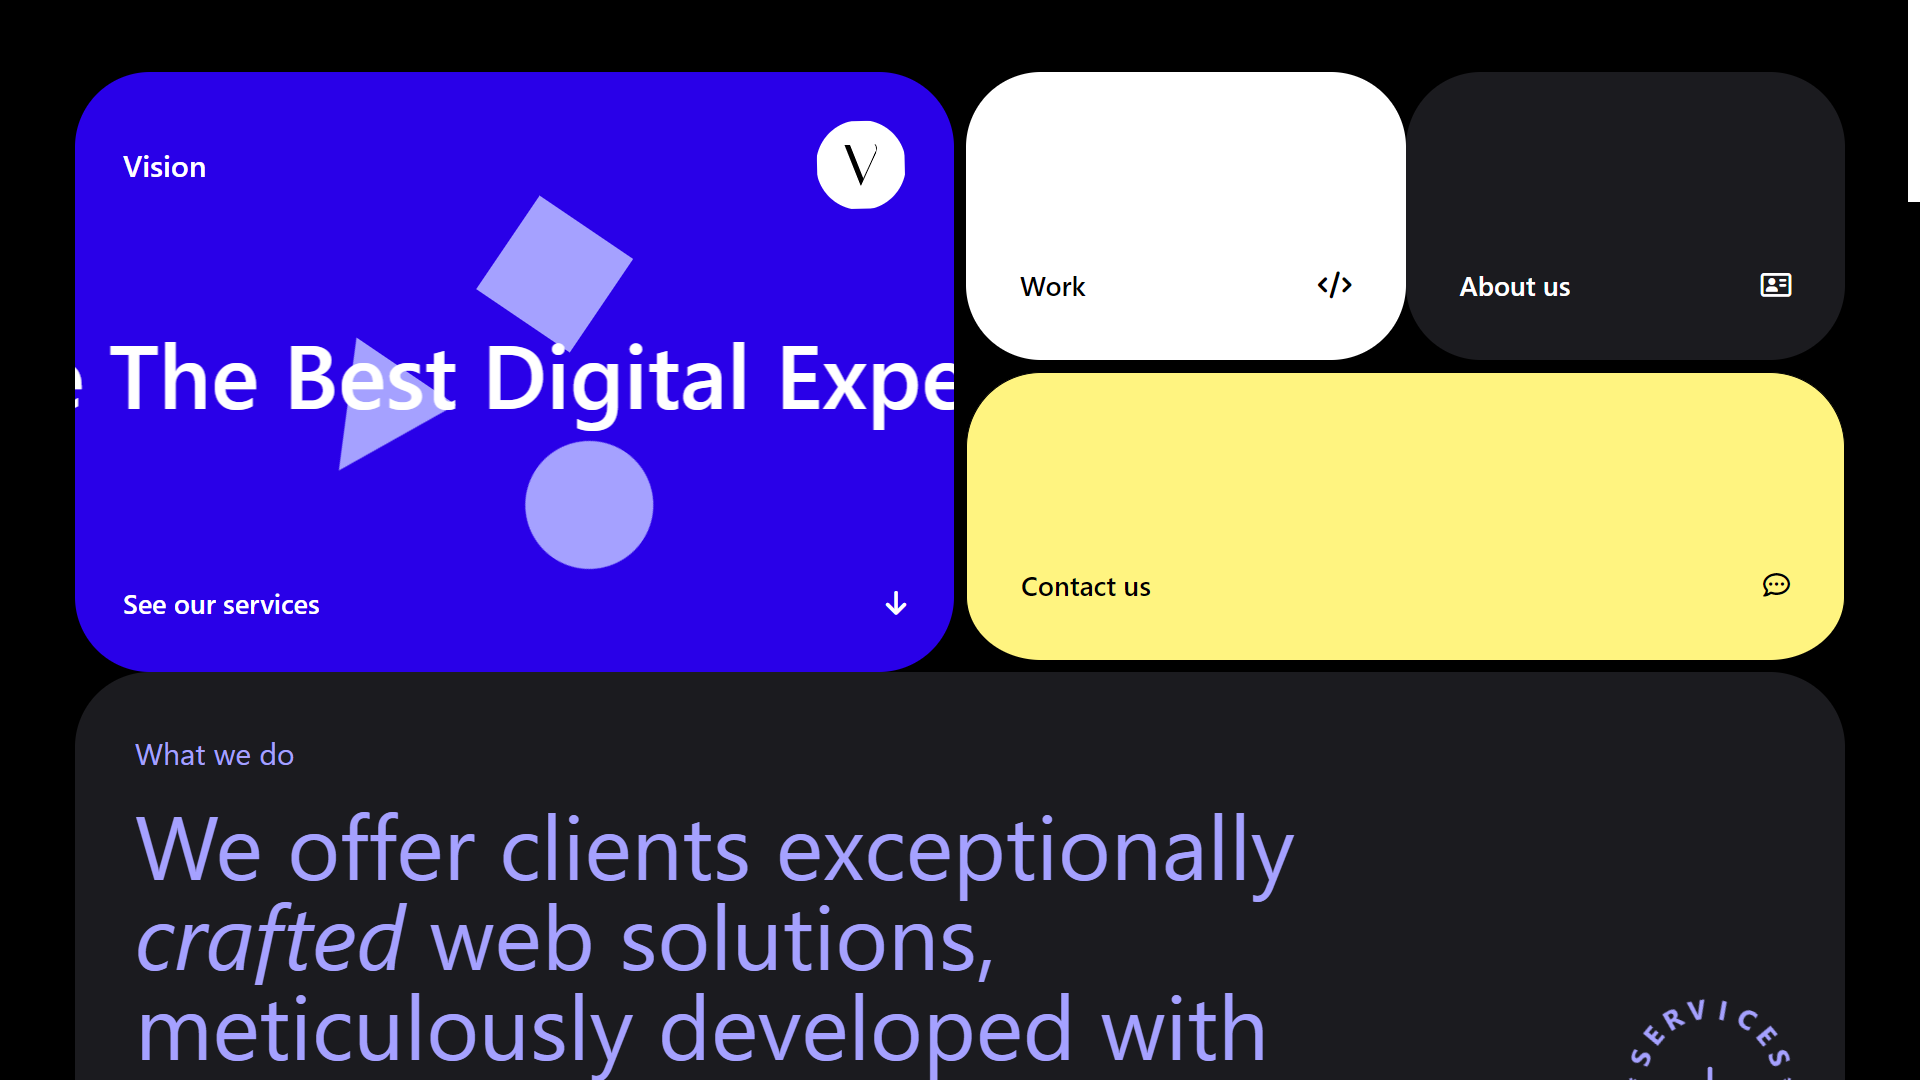 Vision
V
e The Best Digital Expe
See our services
Work
About us
Contact us
What we do
We offer clients exceptionally
crafted web solutions,
meticulously developed with
SERVICES